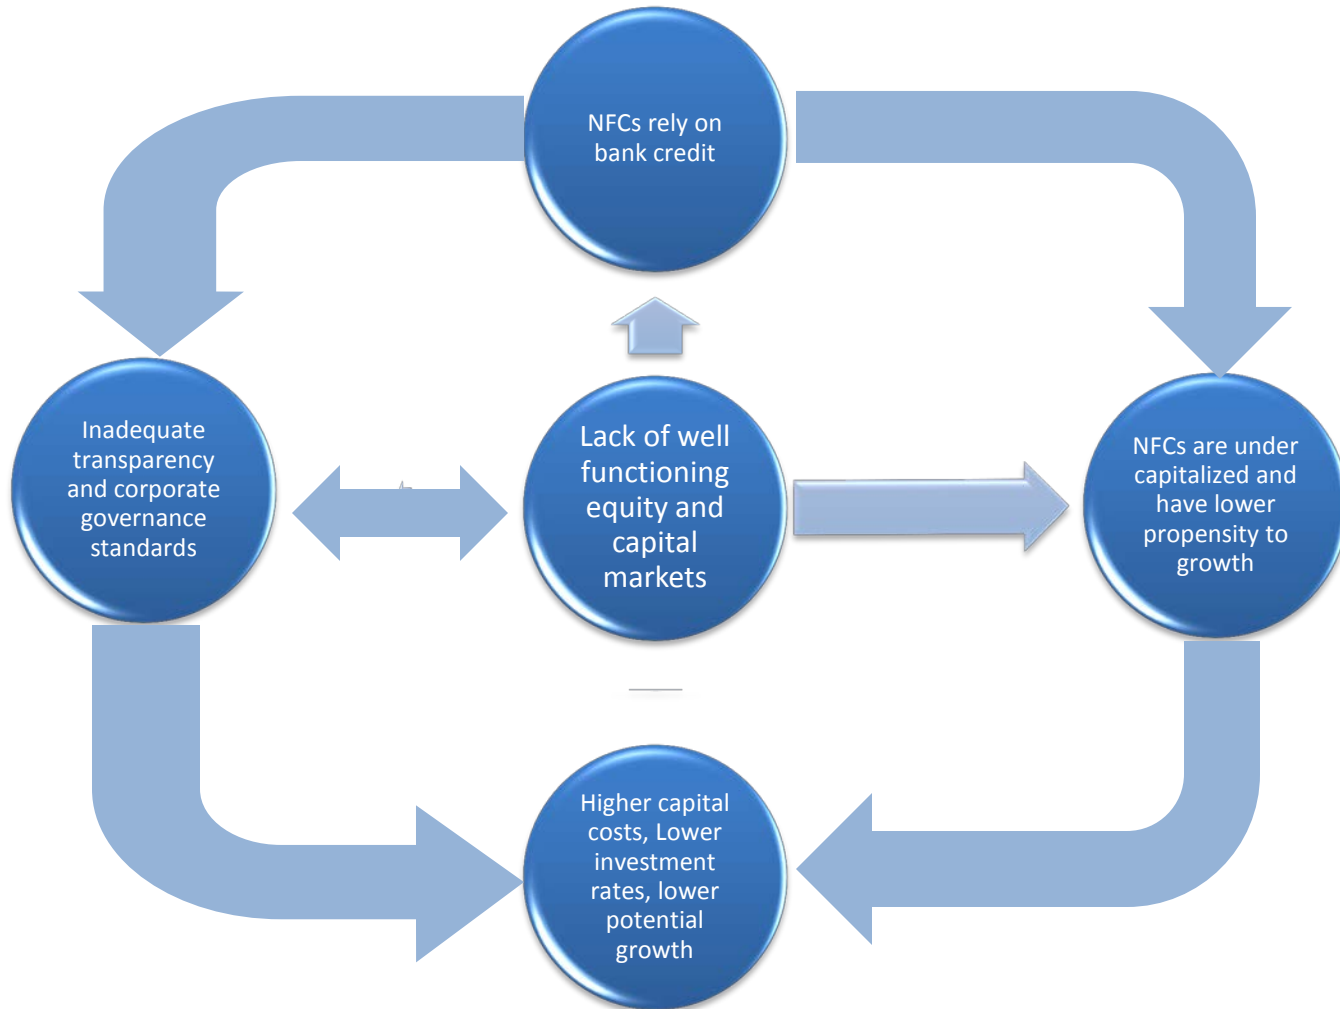 NFCs rely on
bank credit
Inadequate
transparency
and corporate
governance
standards
Lack of well
functioning
equity and
capital
markets
NFCs are under
capitalized and
have lower
propensity to
growth
Higher capital
costs, Lower
investment
rates, lower
potential
growth